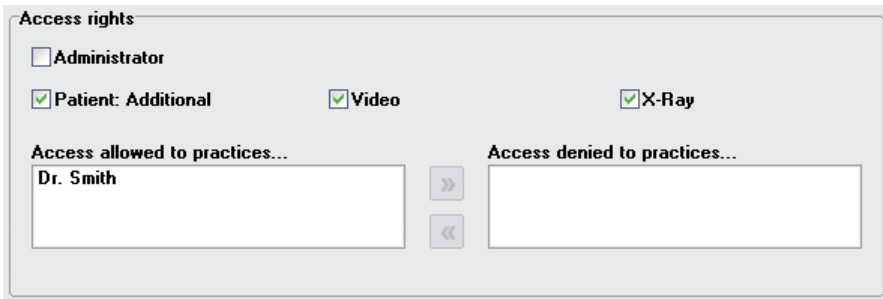 Access rights
Administrator
Patient: Additional Video X-Ray
Access allowed to practices... Access denied to practices...
Dr. Smith
»
«